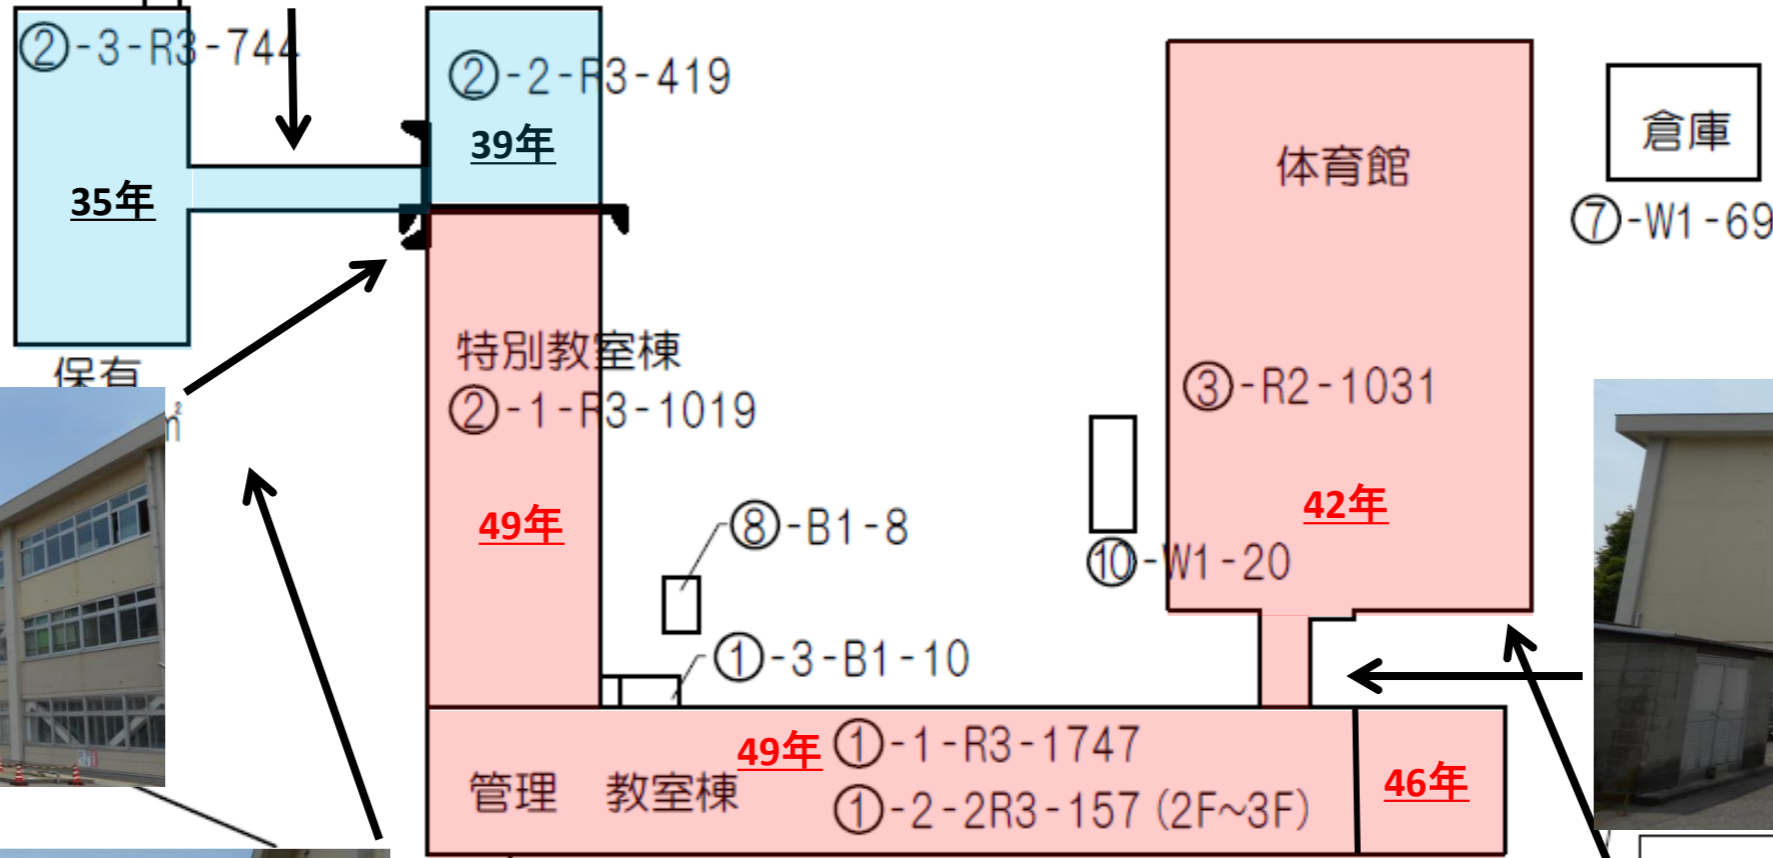 ②-3-R3-744
35年
保有
㎡
②-2-R3-419
39年
特別教室棟
②-1-R3-1019
49年
⑧-B1-8
①-3-B1-10
体育館
③-R2-1031
42年
⑩-W1-20
倉庫
⑦-W1-69
管理 教室棟
49年 ①-1-R3-1747
①-2-2R3-157 (2F~3F)
46年